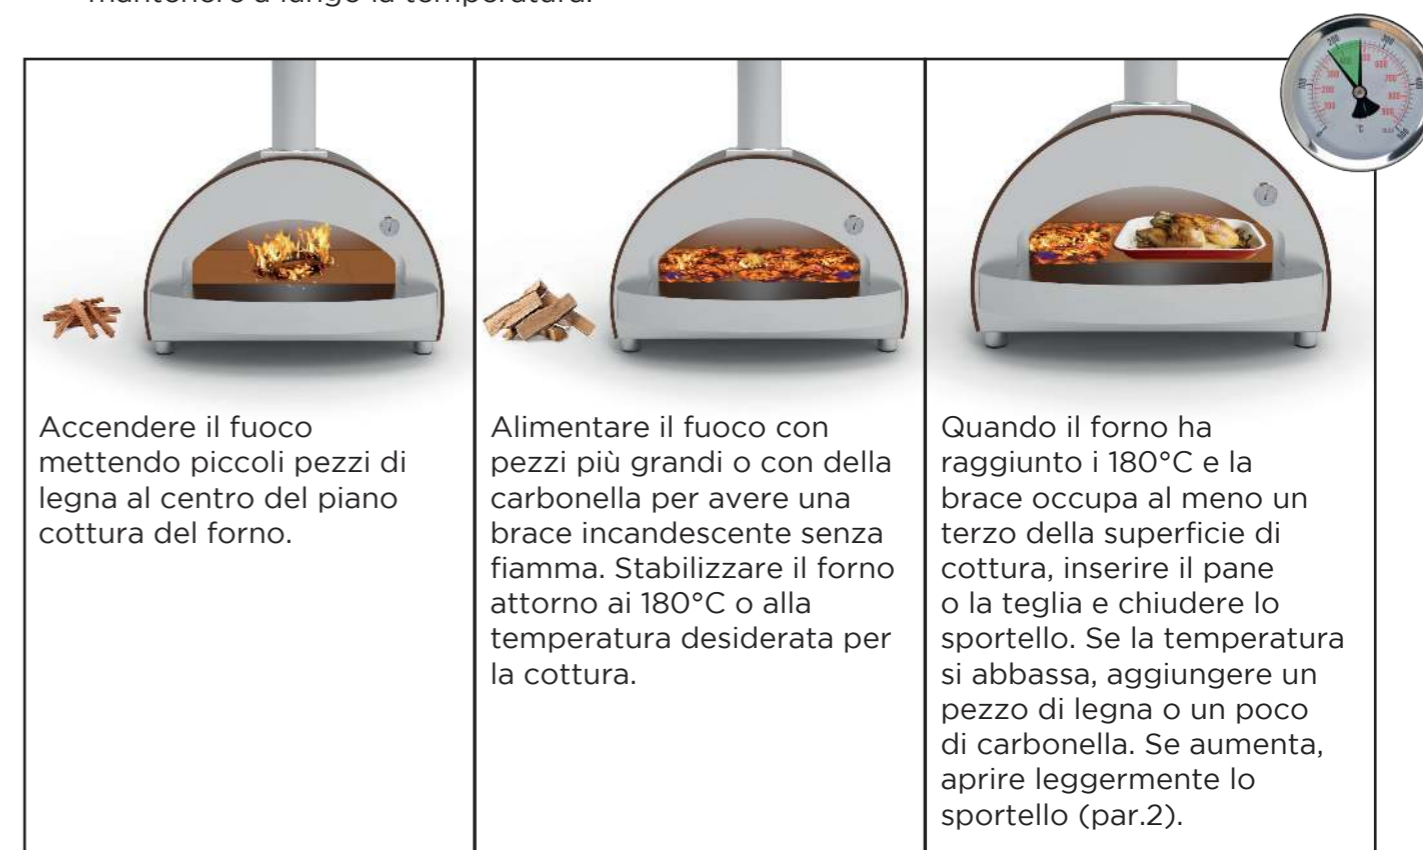 mantenere a lungo la temperatura.
Accendere il fuoco
mettendo piccoli pezzi di
legna al centro del piano
cottura del forno.
Alimentare il fuoco con
pezzi più grandi o con della
carbonella per avere una
brace incandescente senza
fiamma. Stabilizzare il forno
attorno ai 180°C o alla
temperatura desiderata per
la cottura.
Quando il forno ha
raggiunto i 180°C e la
brace occupa al meno un
terzo della superficie di
cottura, inserire il pane
o la teglia e chiudere lo
sportello. Se la temperatura
si abbassa, aggiungere un
pezzo di legna o un poco
di carbonella. Se aumenta,
aprire leggermente lo
sportello (par.2).